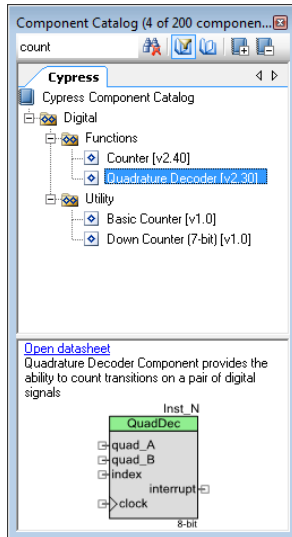 Component Catalog (4 of 200 componen...
count
Cypress
Cypress Component Catalog
Digital
Functions
Counter [v2.40]
Quadrature Decoder [v2.30]
Utility
Basic Counter [v1.0]
Down Counter (7-bit) [v1.0]
Open datasheet
Quadrature Decoder Component provides the
ability to count transitions on a pair of digital
signals
Inst_N
QuadDec
quad_A
quad_B
index
interrupt
clock
8-bit